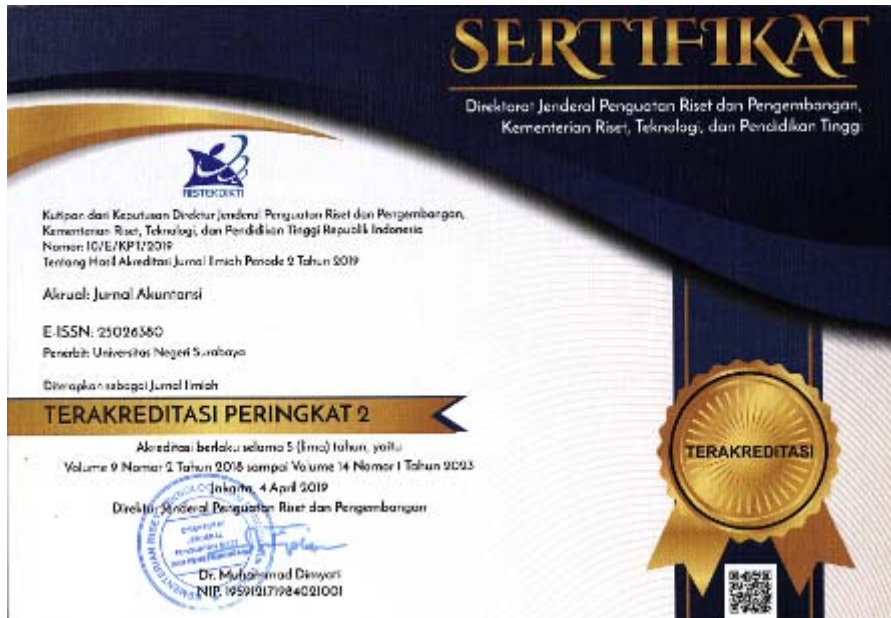 SERTIFIKAT
Direktorat Jenderal Penguatan Riset dan Pengembangan,
Kementerian Riset, Teknologi, dan Pendidikan Tinggi
RISTEKDIKTI
Kutipan dari Keputusan Direktur Jenderal Penguatan Riset dan Pengembangan,
Kementerian Riset, Teknologi, dan Pendidikan Tinggi Republik Indonesia
Nomor: 10/E/KPT/2019
Tentang Hasil Akreditasi Jurnal Ilmiah Periode 2 Tahun 2019
Akrual: Jurnal Akuntansi
E-ISSN: 25026380
Penerbit: Universitas Negeri Surabaya
Ditetapkan sebagai Jurnal Ilmiah
TERAKREDITASI PERINGKAT 2
Akreditasi berlaku selama 5 (lima) tahun, yaitu
Volume 9 Nomor 2 Tahun 2018 sampai Volume 14 Nomor 1 Tahun 2023
Jakarta, 4 April 2019
Direktur Jenderal Penguatan Riset dan Pengembangan
Dr. Muhammad Dimyati
NIP. 195912171984021001
TERAKREDITASI